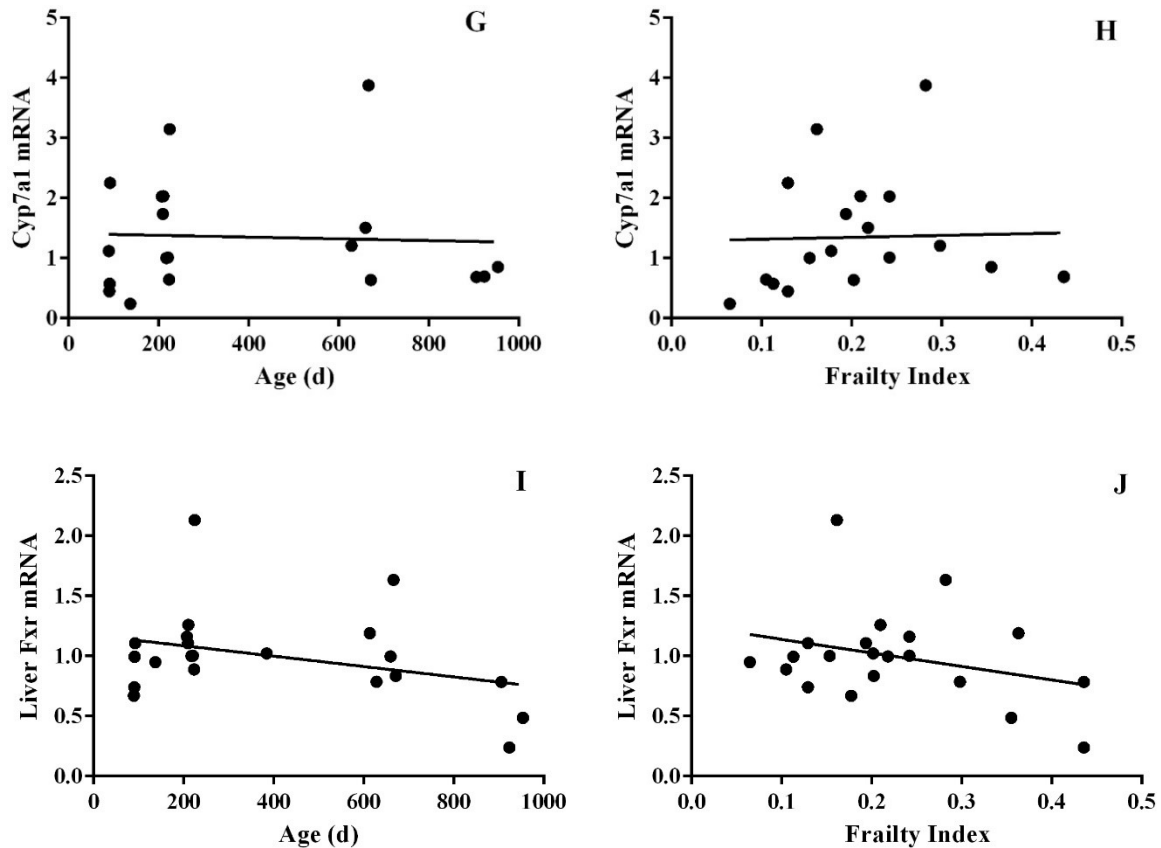 G
Cyp7a1 mRNA
5
4
3
2
1
0
0 200 400 600 800 1000
Age (d)
H
Cyp7a1 mRNA
5
4
3
2
1
0
0.0 0.1 0.2 0.3 0.4 0.5
Frailty Index
I
Liver Fxr mRNA
2.5
2.0
1.5
1.0
0.5
0.0
0 200 400 600 800 1000
Age (d)
J
Liver Fxr mRNA
2.5
2.0
1.5
1.0
0.5
0.0
0.0 0.1 0.2 0.3 0.4 0.5
Frailty Index